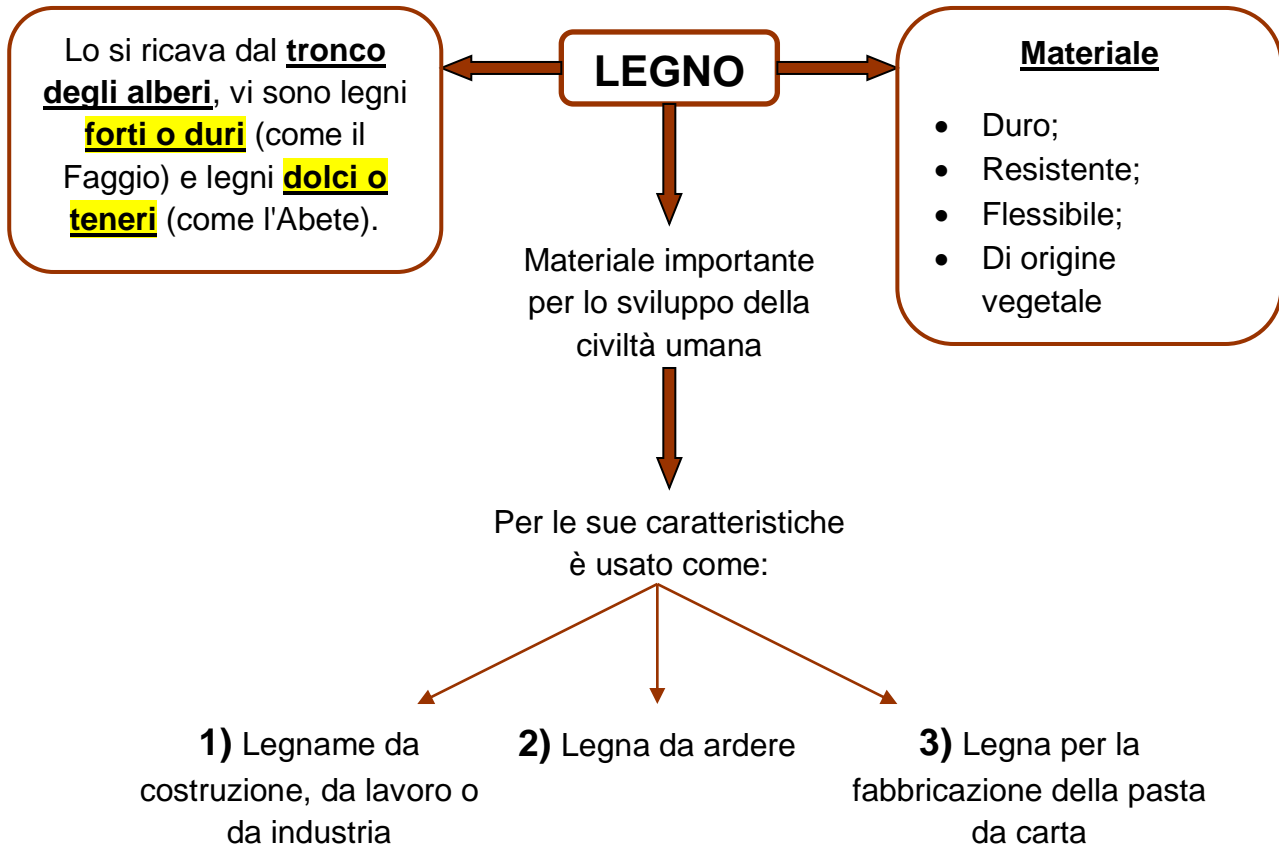 Lo si ricava dal tronco
degli alberi, vi sono legni
forti o duri (come il
Faggio) e legni dolci o
teneri (come l'Abete).
LEGNO
Materiale
• Duro;
• Resistente;
• Flessibile;
• Di origine
vegetale
Materiale importante
per lo sviluppo della
civiltà umana
Per le sue caratteristiche
è usato come:
1) Legname da
costruzione, da lavoro o
da industria
2) Legna da ardere
3) Legna per la
fabbricazione della pasta
da carta